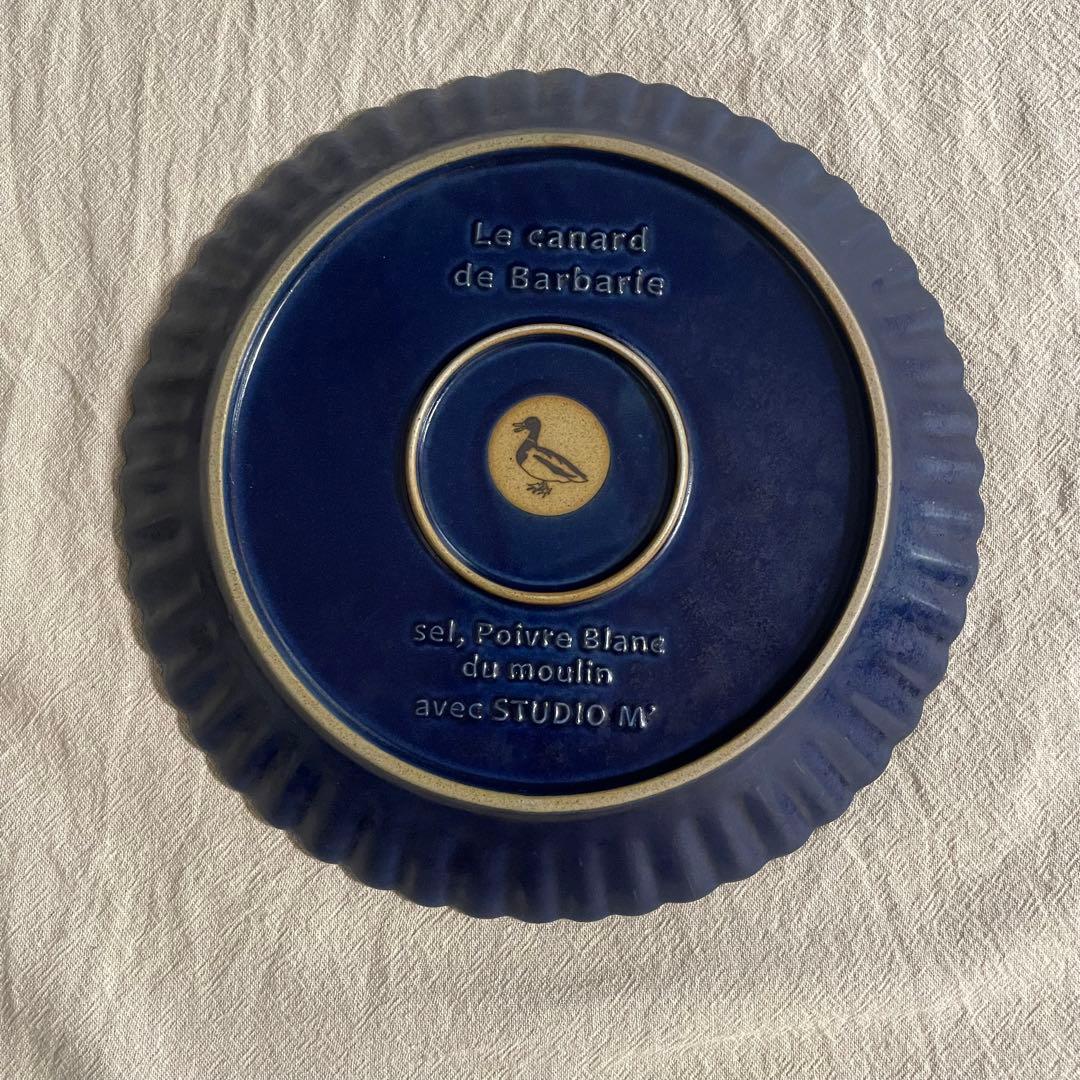 Le canard
de Barbarie
sel, Poivre Blanc
du moulin
avec STUDIO M'